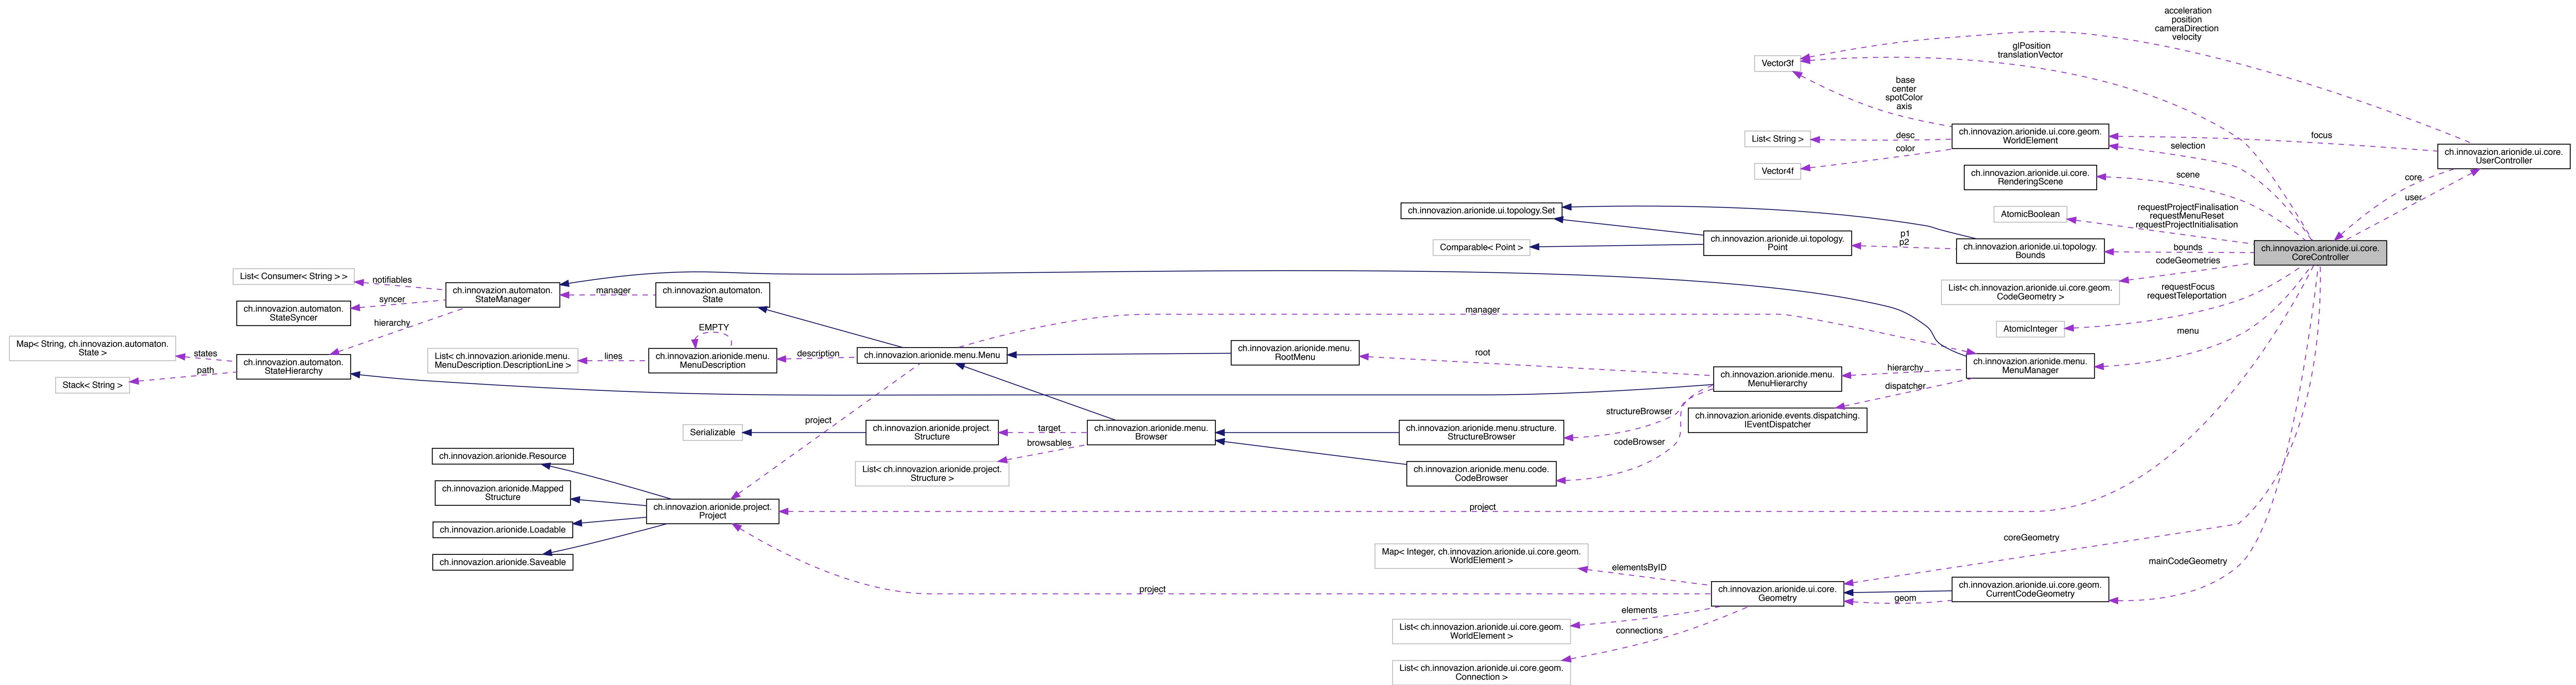 acceleration
position
cameraDirection
velocity
glPosition
translationVector
Vector3f
base
center
spotColor
axis
List< String >
desc
ch.innovazion.arionide.ui.core.geom.
WorldElement
focus
selection
ch.innovazion.arionide.ui.core.
UserController
Vector4f
color
ch.innovazion.arionide.ui.core.
RenderingScene
scene
core
user
ch.innovazion.arionide.ui.topology.Set
AtomicBoolean
requestProjectFinalisation
requestMenuReset
requestProjectInitialisation
Comparable< Point >
ch.innovazion.arionide.ui.topology.
Point
p1
p2
ch.innovazion.arionide.ui.topology.
Bounds
bounds
ch.innovazion.arionide.ui.core.
CoreController
codeGeometries
List< Consumer< String > >
notifiables
ch.innovazion.automaton.
StateManager
manager
ch.innovazion.automaton.
State
List< ch.innovazion.arionide.ui.core.geom.
CodeGeometry >
requestFocus
requestTeleportation
ch.innovazion.automaton.
StateSyncer
syncer
hierarchy
manager
EMPTY
AtomicInteger
menu
Map< String, ch.innovazion.automaton.
State >
states
path
ch.innovazion.automaton.
StateHierarchy
List< ch.innovazion.arionide.menu.
MenuDescription.DescriptionLine >
lines
ch.innovazion.arionide.menu.
MenuDescription
description
ch.innovazion.arionide.menu.Menu
ch.innovazion.arionide.menu.
RootMenu
root
ch.innovazion.arionide.menu.
MenuHierarchy
hierarchy
dispatcher
ch.innovazion.arionide.menu.
MenuManager
Stack< String >
project
structureBrowser
codeBrowser
ch.innovazion.arionide.events.dispatching.
IEventDispatcher
Serializable
ch.innovazion.arionide.project.
Structure
target
browsables
ch.innovazion.arionide.menu.
Browser
ch.innovazion.arionide.menu.structure.
StructureBrowser
ch.innovazion.arionide.Resource
List< ch.innovazion.arionide.project.
Structure >
ch.innovazion.arionide.menu.code.
CodeBrowser
ch.innovazion.arionide.Mapped
Structure
ch.innovazion.arionide.project.
Project
project
ch.innovazion.arionide.Loadable
ch.innovazion.arionide.Saveable
coreGeometry
mainCodeGeometry
Map< Integer, ch.innovazion.arionide.ui.core.geom.
WorldElement >
elementsByID
project
ch.innovazion.arionide.ui.core.
Geometry
geom
ch.innovazion.arionide.ui.core.geom.
CurrentCodeGeometry
elements
connections
List< ch.innovazion.arionide.ui.core.geom.
WorldElement >
List< ch.innovazion.arionide.ui.core.geom.
Connection >